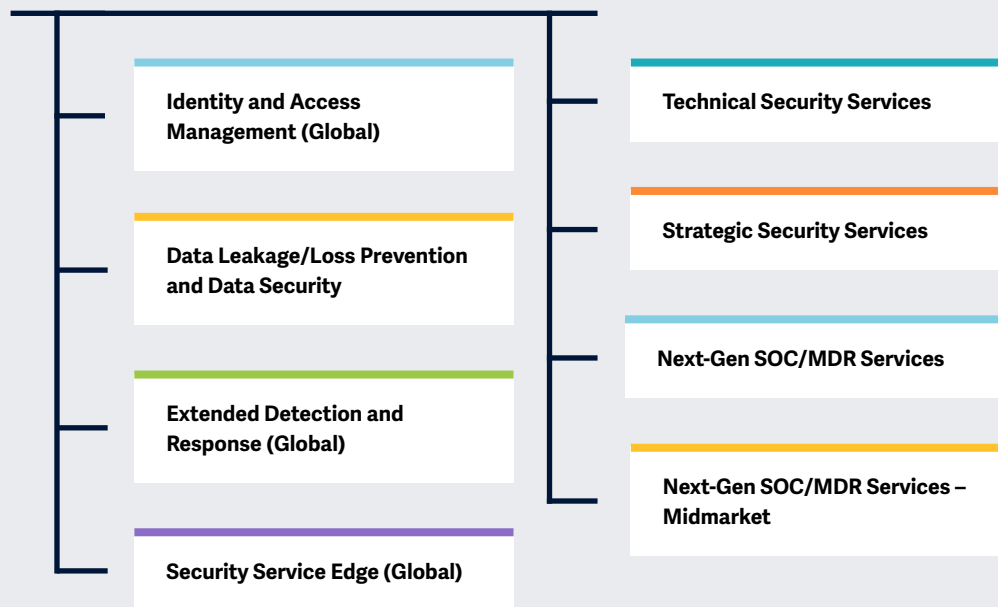 Identity and Access
Management (Global)
Data Leakage/Loss Prevention
and Data Security
Extended Detection and
Response (Global)
Security Service Edge (Global)
Technical Security Services
Strategic Security Services
Next-Gen SOC/MDR Services
Next-Gen SOC/MDR Services –
Midmarket